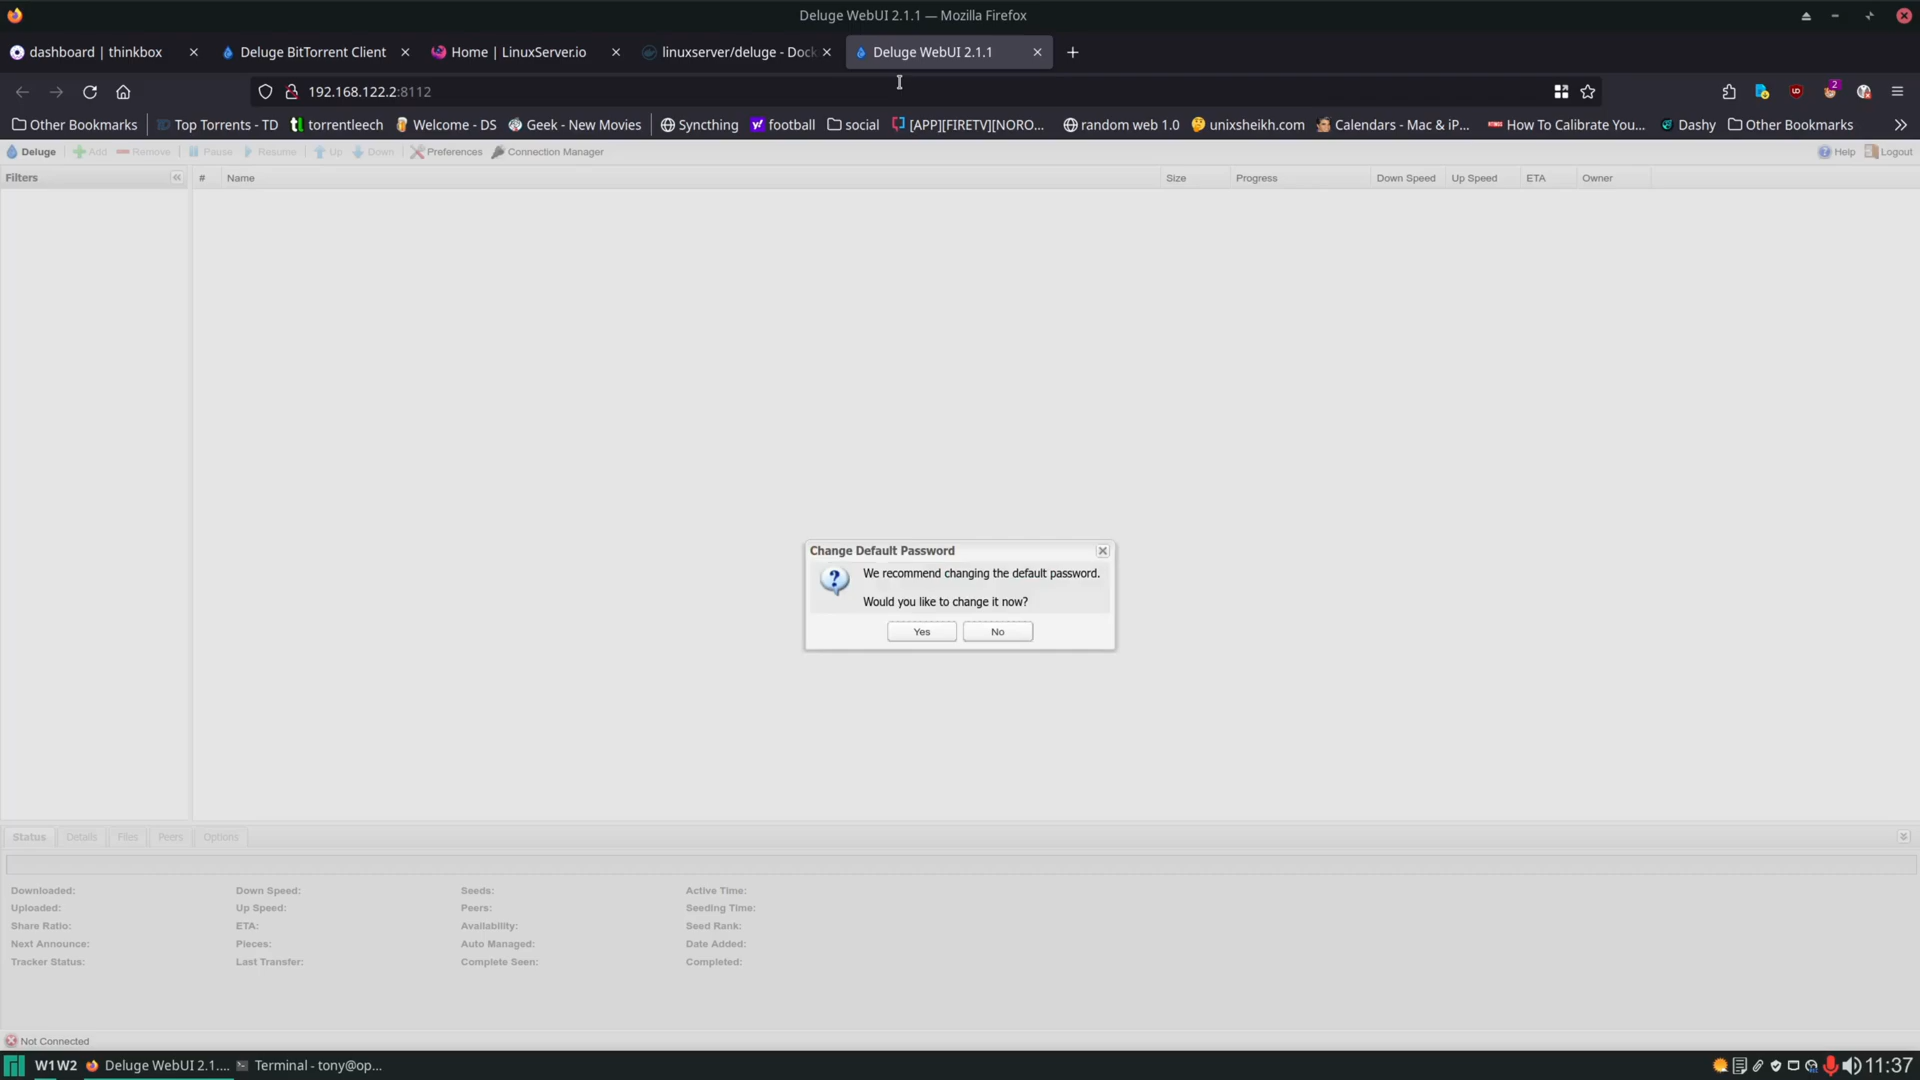 Deluge WebUI 2.1.1 — Mozilla Firefox
dashboard | thinkbox
Deluge BitTorrent Client
Home | LinuxServer.io
linuxserver/deluge - Dock
Deluge WebUI 2.1.1
192.168.122.2:8112
2
Other Bookmarks
Top Torrents - TD
torrentleech
Welcome - DS
Geek - New Movies
Syncthing
football
social
[APP][FIRETV][NORO...
random web 1.0
unixsheikh.com
Calendars - Mac & iP...
How To Calibrate You...
Dashy
Other Bookmarks
Deluge Add Remove Pause Resume Up Down Preferences Connection Manager Help Logout
Filters
# Name Size Progress Down Speed Up Speed ETA Owner
Change Default Password
We recommend changing the default password.
Would you like to change it now?
Yes No
Status Details Files Peers Options
Downloaded: Down Speed: Seeds: Active Time:
Uploaded: Up Speed: Peers: Seeding Time:
Share Ratio: ETA: Availability: Seed Rank:
Next Announce: Pieces: Auto Managed: Date Added:
Tracker Status: Last Transfer: Complete Seen: Completed:
Not Connected
W1W2 Deluge WebUI 2.1.... Terminal - tony@op... 11:37